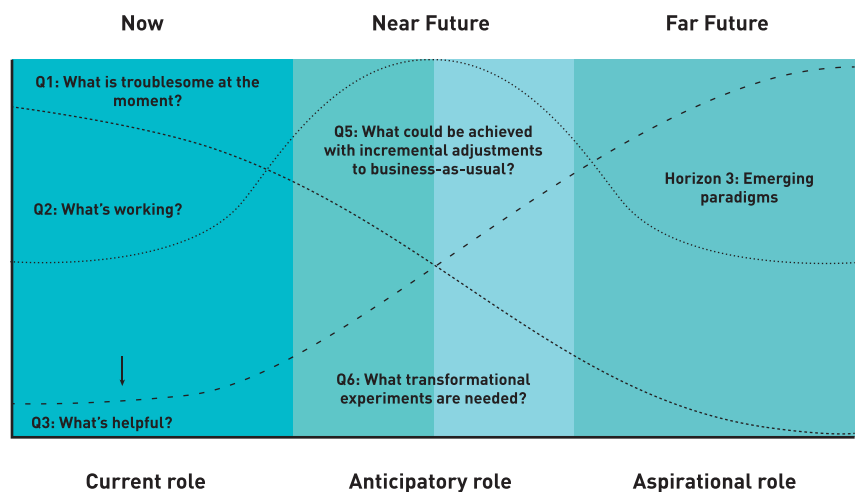 Now
Near Future
Far Future
Q1: What is troublesome at the
moment?
Q5: What could be achieved
with incremental adjustments
to business-as-usual?
Horizon 3: Emerging
paradigms
Q2: What's working?
Q6: What transformational
experiments are needed?
Q3: What's helpful?
Current role
Anticipatory role
Aspirational role